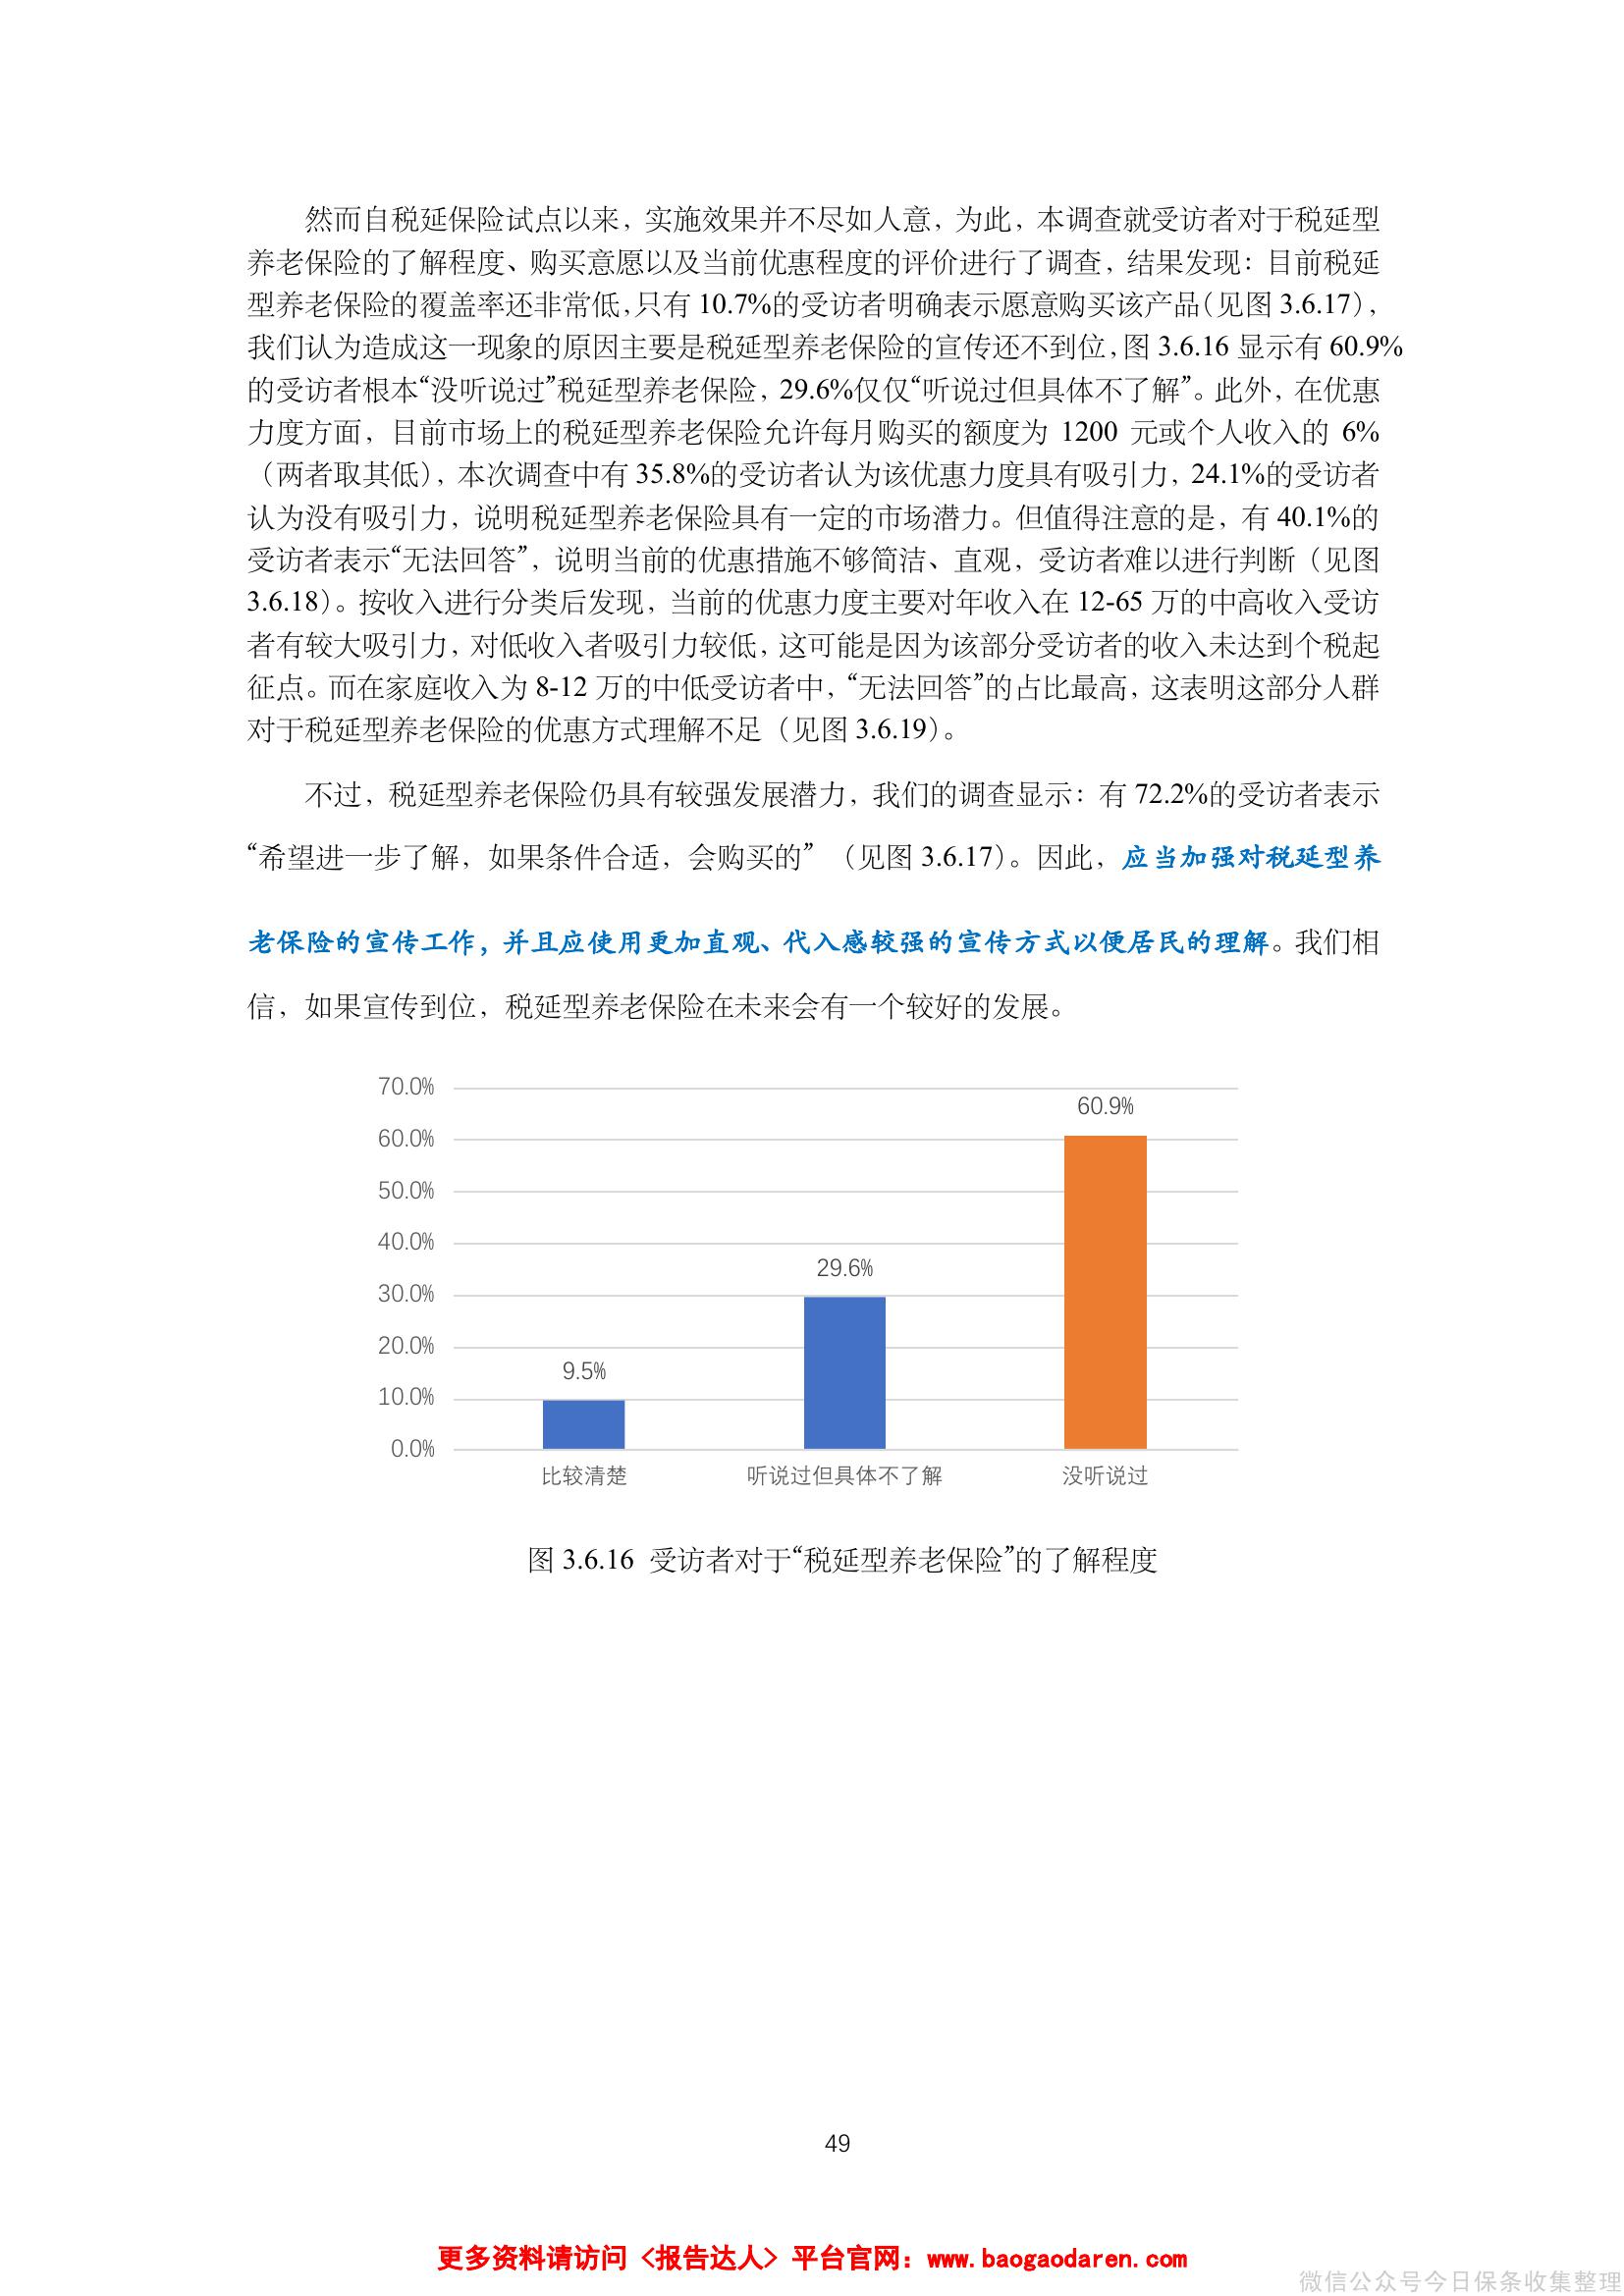 然而自税延保险试点以来，实施效果并不尽如人意，为此，本调查就受访者对于税延型
养老保险的了解程度、购买意愿以及当前优惠程度的评价进行了调查，结果发现：目前税延
型养老保险的覆盖率还非常低，只有 10.7%的受访者明确表示愿意购买该产品（见图 3.6.17），
我们认为造成这一现象的原因主要是税延型养老保险的宣传还不到位，图 3.6.16 显示有 60.9%
的受访者根本“没听说过”税延型养老保险，29.6%仅仅“听说过但具体不了解”。此外，在优惠
力度方面，目前市场上的税延型养老保险允许每月购买的额度为 1200 元或个人收入的 6%
（两者取其低），本次调查中有 35.8%的受访者认为该优惠力度具有吸引力，24.1%的受访者
认为没有吸引力，说明税延型养老保险具有一定的市场潜力。但值得注意的是，有 40.1%的
受访者表示“无法回答”，说明当前的优惠措施不够简洁、直观，受访者难以进行判断（见图
3.6.18）。按收入进行分类后发现，当前的优惠力度主要对年收入在 12-65 万的中高收入受访
者有较大吸引力，对低收入者吸引力较低，这可能是因为该部分受访者的收入未达到个税起
征点。而在家庭收入为 8-12 万的中低受访者中，“无法回答”的占比最高，这表明这部分人群
对于税延型养老保险的优惠方式理解不足（见图 3.6.19）。
不过，税延型养老保险仍具有较强发展潜力，我们的调查显示：有 72.2%的受访者表示
“希望进一步了解，如果条件合适，会购买的”（见图 3.6.17）。因此，应当加强对税延型养
老保险的宣传工作，并且应使用更加直观、代入感较强的宣传方式以便居民的理解。我们相
信，如果宣传到位，税延型养老保险在未来会有一个较好的发展。
70.0%
60.9%
60.0%
50.0%
40.0%
29.6%
30.0%
20.0%
9.5%
10.0%
0.0%
比较清楚 听说过但具体不了解 没听说过
图 3.6.16 受访者对于“税延型养老保险”的了解程度
49
更多资料请访问《报告达人》平台官网：www.baogaodaren.com
微信公众号今日保条收集整理